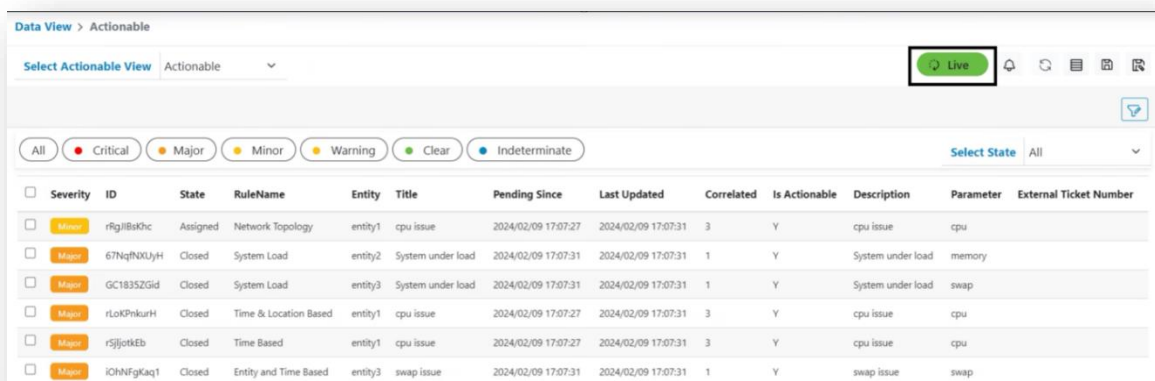 Data View > Actionable
Select Actionable View Actionable Live
All Critical Major Minor Warning Clear Indeterminate Select State All
Severity ID State RuleName Entity Title Pending Since Last Updated Correlated Is Actionable Description Parameter External Ticket Number
Minor rRgJIBsKhc Assigned Network Topology entity1 cpu issue 2024/02/09 17:07:27 2024/02/09 17:07:31 3 Y cpu issue cpu
Major 67NqfNXUyH Closed System Load entity2 System under load 2024/02/09 17:07:31 2024/02/09 17:07:31 1 Y System under load memory
Major GC1835ZGid Closed System Load entity3 System under load 2024/02/09 17:07:31 2024/02/09 17:07:31 1 Y System under load swap
Major rLoKPnkurH Closed Time & Location Based entity1 cpu issue 2024/02/09 17:07:27 2024/02/09 17:07:31 3 Y cpu issue cpu
Major rSjljotkEb Closed Time Based entity1 cpu issue 2024/02/09 17:07:27 2024/02/09 17:07:31 3 Y cpu issue cpu
Major iOhNFgKaq1 Closed Entity and Time Based entity3 swap issue 2024/02/09 17:07:31 2024/02/09 17:07:31 1 Y swap issue swap